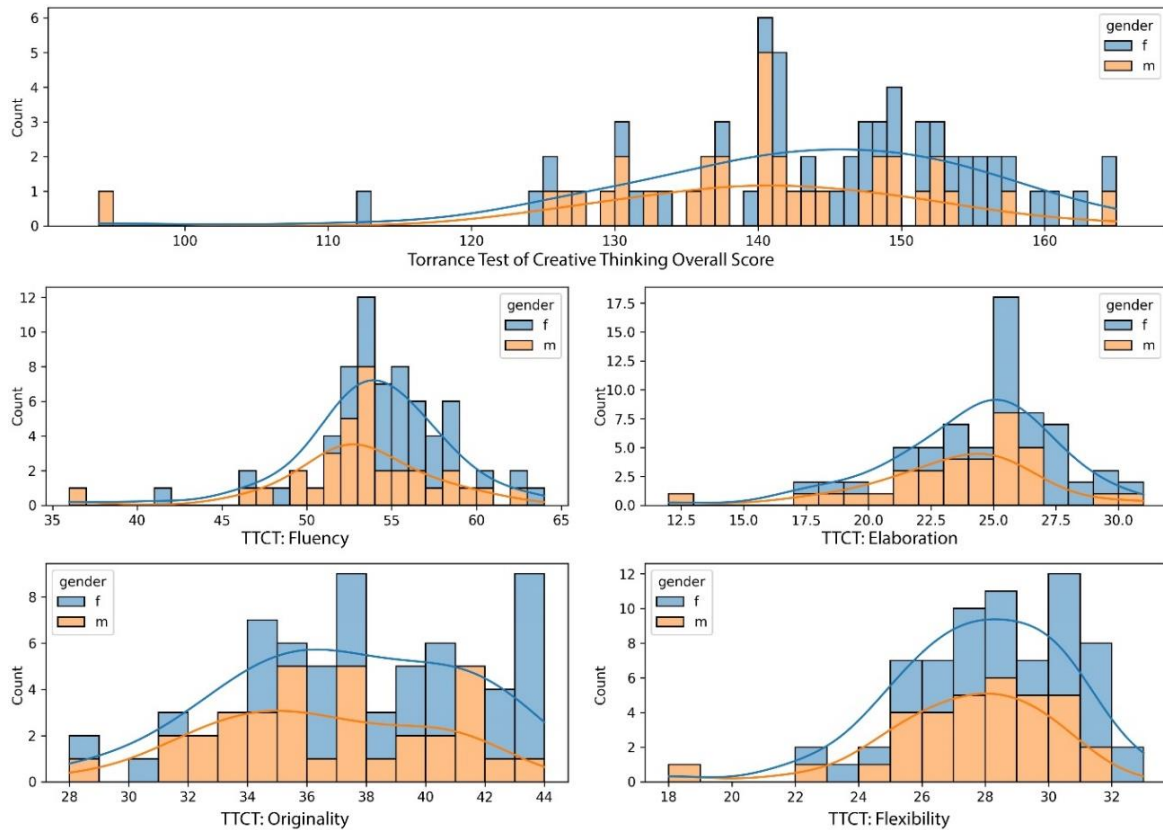 6
5
4
3
2
1
0
Count
gender
f
m
100 110 120 130 140 150 160
Torrance Test of Creative Thinking Overall Score
12
10
8
6
4
2
0
Count
gender
f
m
35 40 45 50 55 60 65
TTCT: Fluency
17.5
15.0
12.5
10.0
7.5
5.0
2.5
0.0
Count
gender
f
m
12.5 15.0 17.5 20.0 22.5 25.0 27.5 30.0
TTCT: Elaboration
8
6
4
2
0
Count
gender
f
m
28 30 32 34 36 38 40 42 44
TTCT: Originality
12
10
8
6
4
2
0
Count
gender
f
m
18 20 22 24 26 28 30 32
TTCT: Flexibility